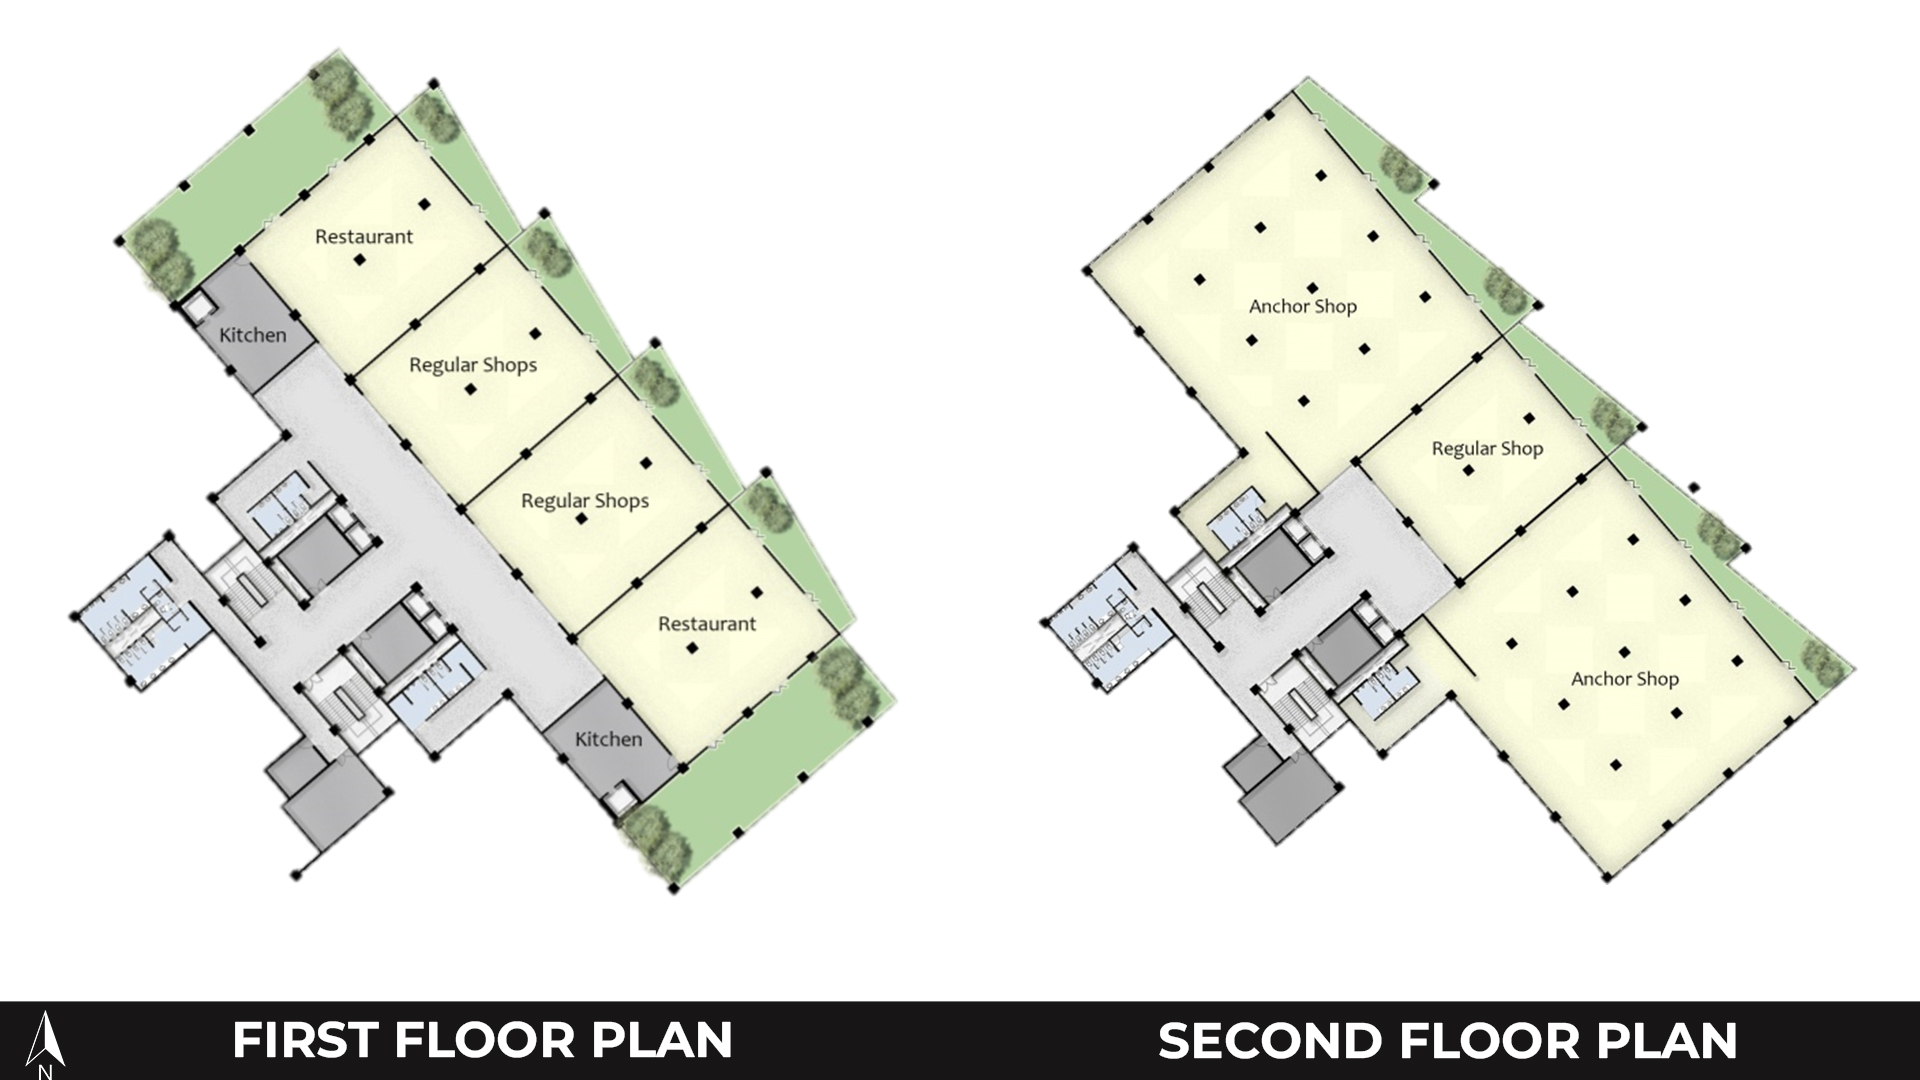 Restaurant
Kitchen
Regular Shops
Regular Shops
Restaurant
Kitchen
Anchor Shop
Regular Shop
Anchor Shop
N
FIRST FLOOR PLAN
SECOND FLOOR PLAN